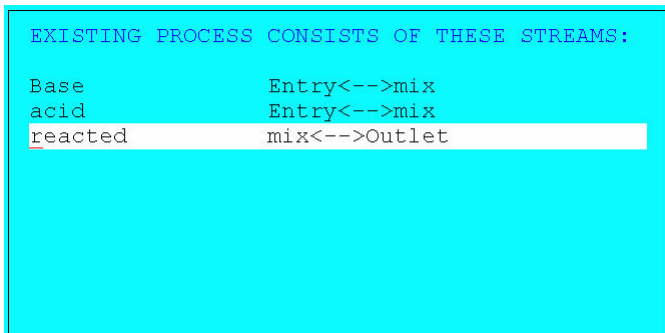 EXISTING PROCESS CONSISTS OF THESE STREAMS:
Base Entry<-->mix
acid Entry<-->mix
reacted mix<-->Outlet